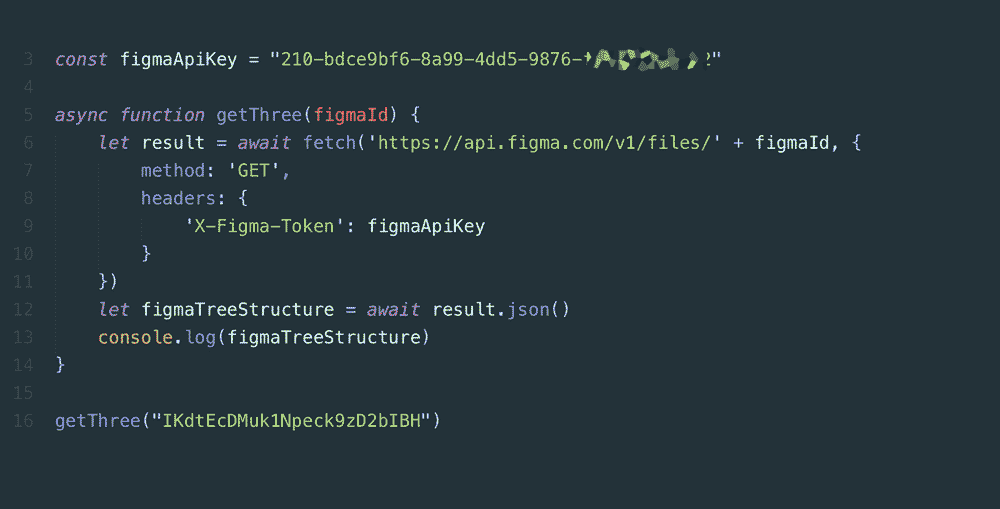 3 const figmaApiKey = "210-bdce9bf6-8a99-4dd5-9876-
4
5 async function getThree(figmaId) {
6 let result = await fetch('https://api.figma.com/v1/files/' + figmaId, {
7 method: 'GET',
8 headers: {
9 'X-Figma-Token': figmaApiKey
10 }
11 })
12 let figmaTreeStructure = await result.json()
13 console.log(figmaTreeStructure)
14 }
15
16 getThree("IKdtEcDMuk1Npeck9zD2bIBH")